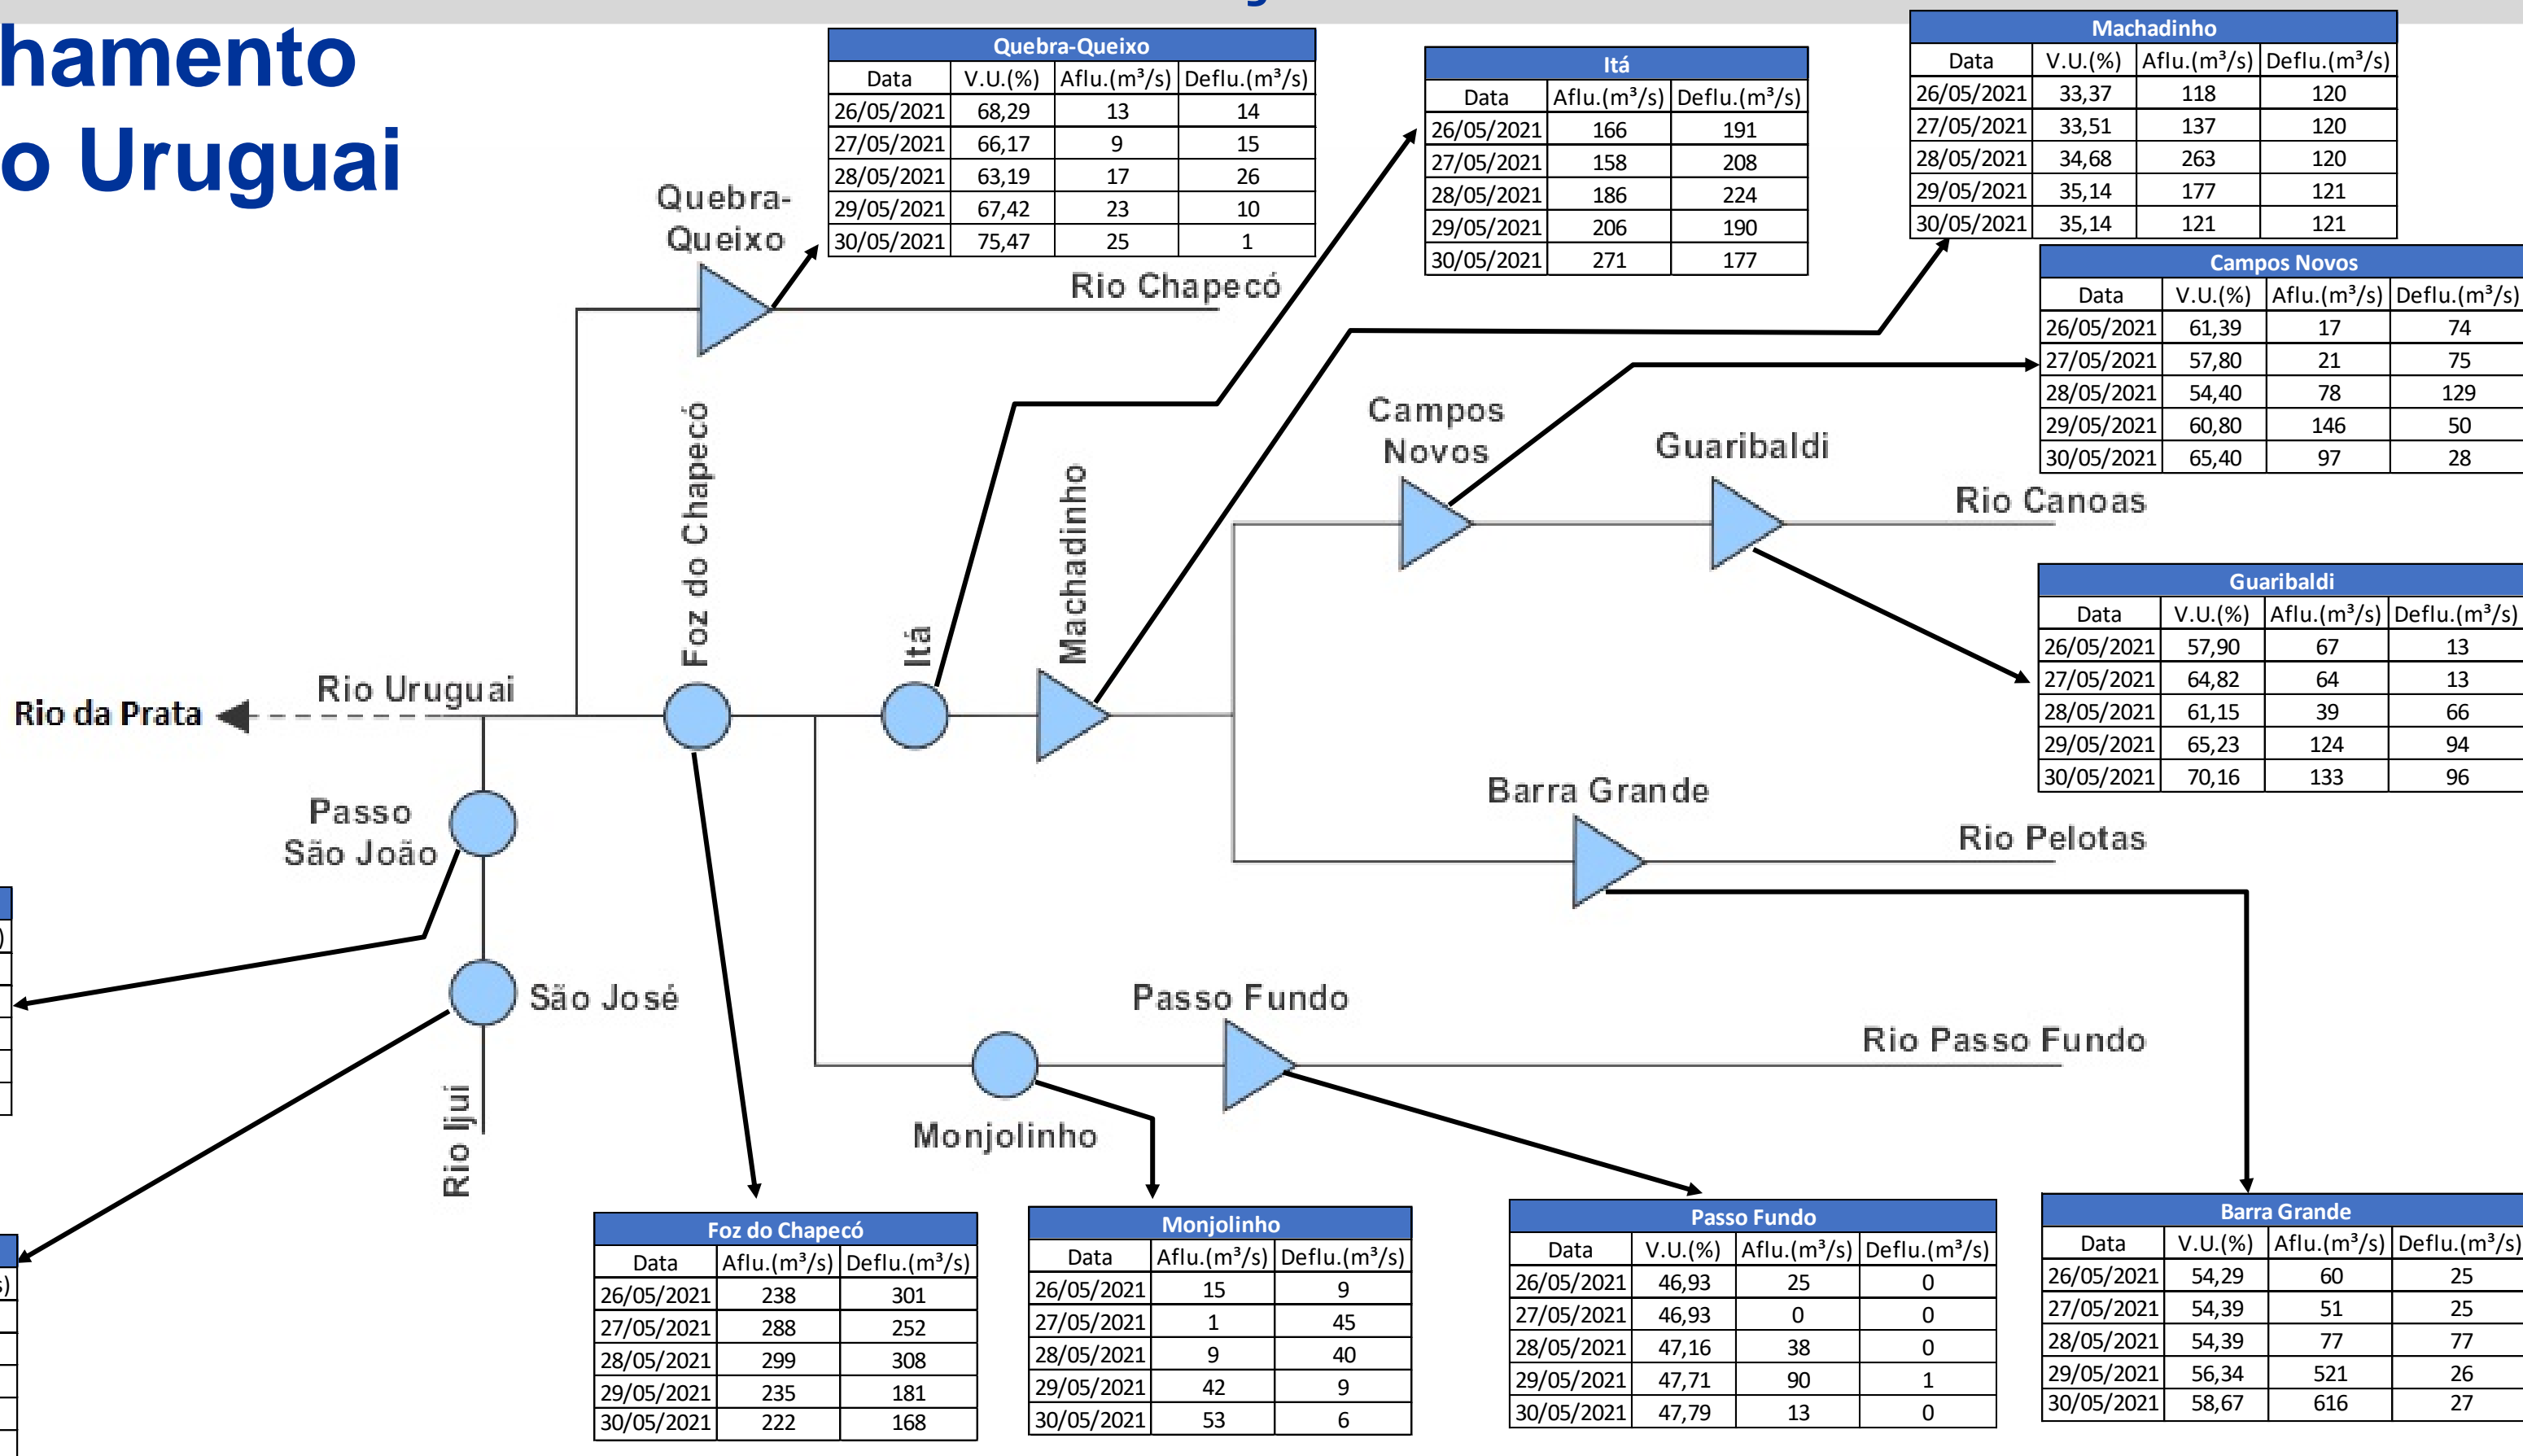 hamento
o Uruguai
Quebra-Queixo
Data V.U.(%) Aflu.(m³/s) Deflu.(m³/s)
26/05/2021 68,29 13 14
27/05/2021 66,17 9 15
28/05/2021 63,19 17 26
29/05/2021 67,42 23 10
30/05/2021 75,47 25 1
Itá
Data Aflu.(m³/s) Deflu.(m³/s)
26/05/2021 166 191
27/05/2021 158 208
28/05/2021 186 224
29/05/2021 206 190
30/05/2021 271 177
Machadinho
Data V.U.(%) Aflu.(m³/s) Deflu.(m³/s)
26/05/2021 33,37 118 120
27/05/2021 33,51 137 120
28/05/2021 34,68 263 120
29/05/2021 35,14 177 121
30/05/2021 35,14 121 121
Campos Novos
Data V.U.(%) Aflu.(m³/s) Deflu.(m³/s)
26/05/2021 61,39 17 74
27/05/2021 57,80 21 75
28/05/2021 54,40 78 129
29/05/2021 60,80 146 50
30/05/2021 65,40 97 28
Quebra-
Queixo
Rio Chapecó
Foz do Chapecó
Itá
Machadinho
Campos
Novos
Guaribaldi
Rio Canoas
Guaribaldi
Data V.U.(%) Aflu.(m³/s) Deflu.(m³/s)
26/05/2021 57,90 67 13
27/05/2021 64,82 64 13
28/05/2021 61,15 39 66
29/05/2021 65,23 124 94
30/05/2021 70,16 133 96
Rio da Prata
Rio Uruguai
Passo
São João
Barra Grande
Rio Pelotas
São José
Passo Fundo
Rio Passo Fundo
Monjolinho
Rio Ijui
Foz do Chapecó
Data Aflu.(m³/s) Deflu.(m³/s)
26/05/2021 238 301
27/05/2021 288 252
28/05/2021 299 308
29/05/2021 235 181
30/05/2021 222 168
Monjolinho
Data Aflu.(m³/s) Deflu.(m³/s)
26/05/2021 15 9
27/05/2021 1 45
28/05/2021 9 40
29/05/2021 42 9
30/05/2021 53 6
Passo Fundo
Data V.U.(%) Aflu.(m³/s) Deflu.(m³/s)
26/05/2021 46,93 25 0
27/05/2021 46,93 0 0
28/05/2021 47,16 38 0
29/05/2021 47,71 90 1
30/05/2021 47,79 13 0
Barra Grande
Data V.U.(%) Aflu.(m³/s) Deflu.(m³/s)
26/05/2021 54,29 60 25
27/05/2021 54,39 51 25
28/05/2021 54,39 77 77
29/05/2021 56,34 521 26
30/05/2021 58,67 616 27